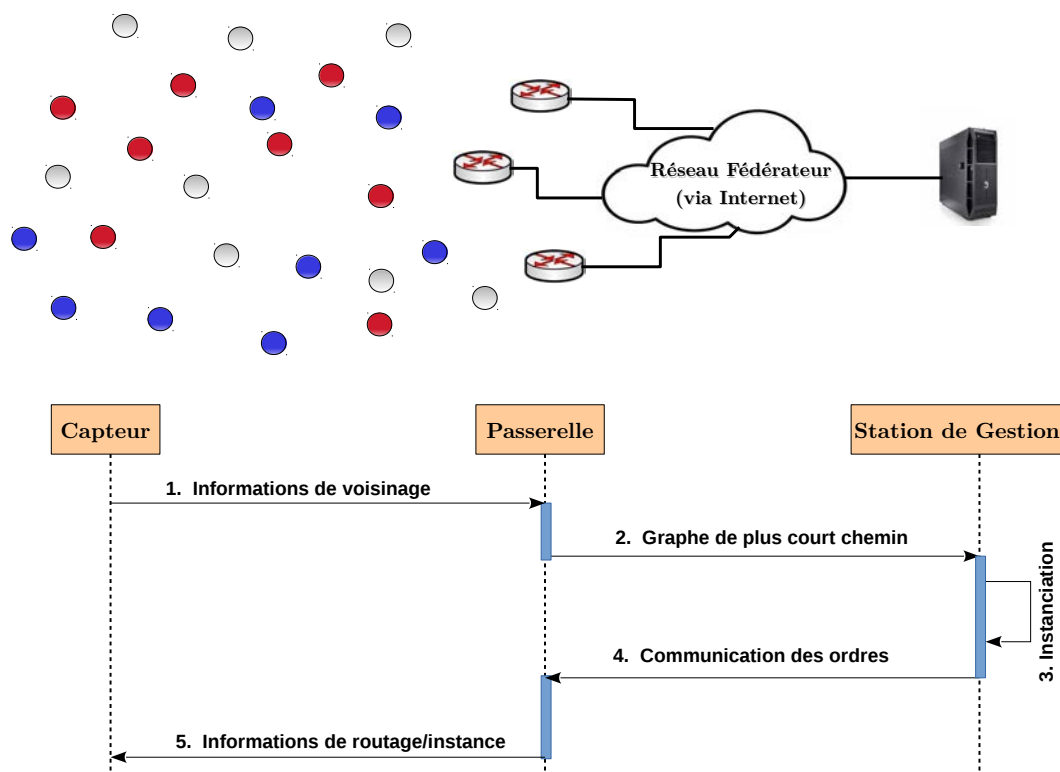 Réseau Fédérateur
(via Internet)
Capteur
Passerelle
Station de Gestion
1. Informations de voisinage
2. Graphe de plus court chemin
3. Instanciation
4. Communication des ordres
5. Informations de routage/instance